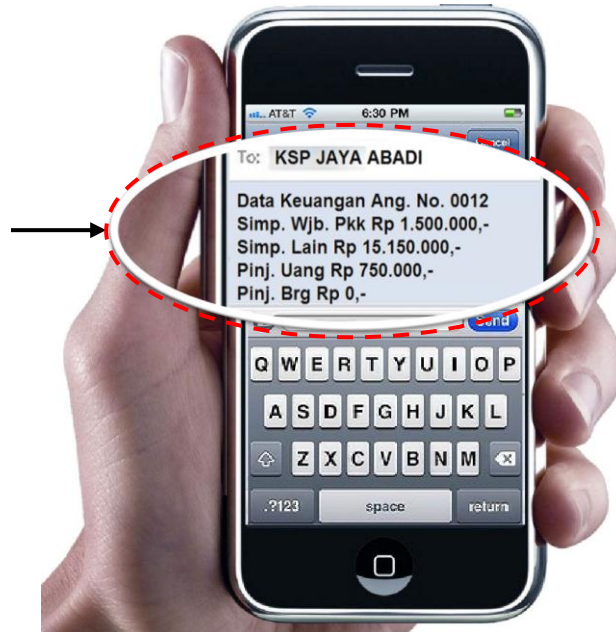 AT&T 6:30 PM
Cancel
To: KSP JAYA ABADI
Data Keuangan Ang. No. 0012
Simp. Wjb. Pkk Rp 1.500.000,-
Simp. Lain Rp 15.150.000,-
Pinj. Uang Rp 750.000,-
Pinj. Brg Rp 0,-
Send
Q W E R T Y U I O P
A S D F G H J K L
Z X C V B N M
.?123 space return